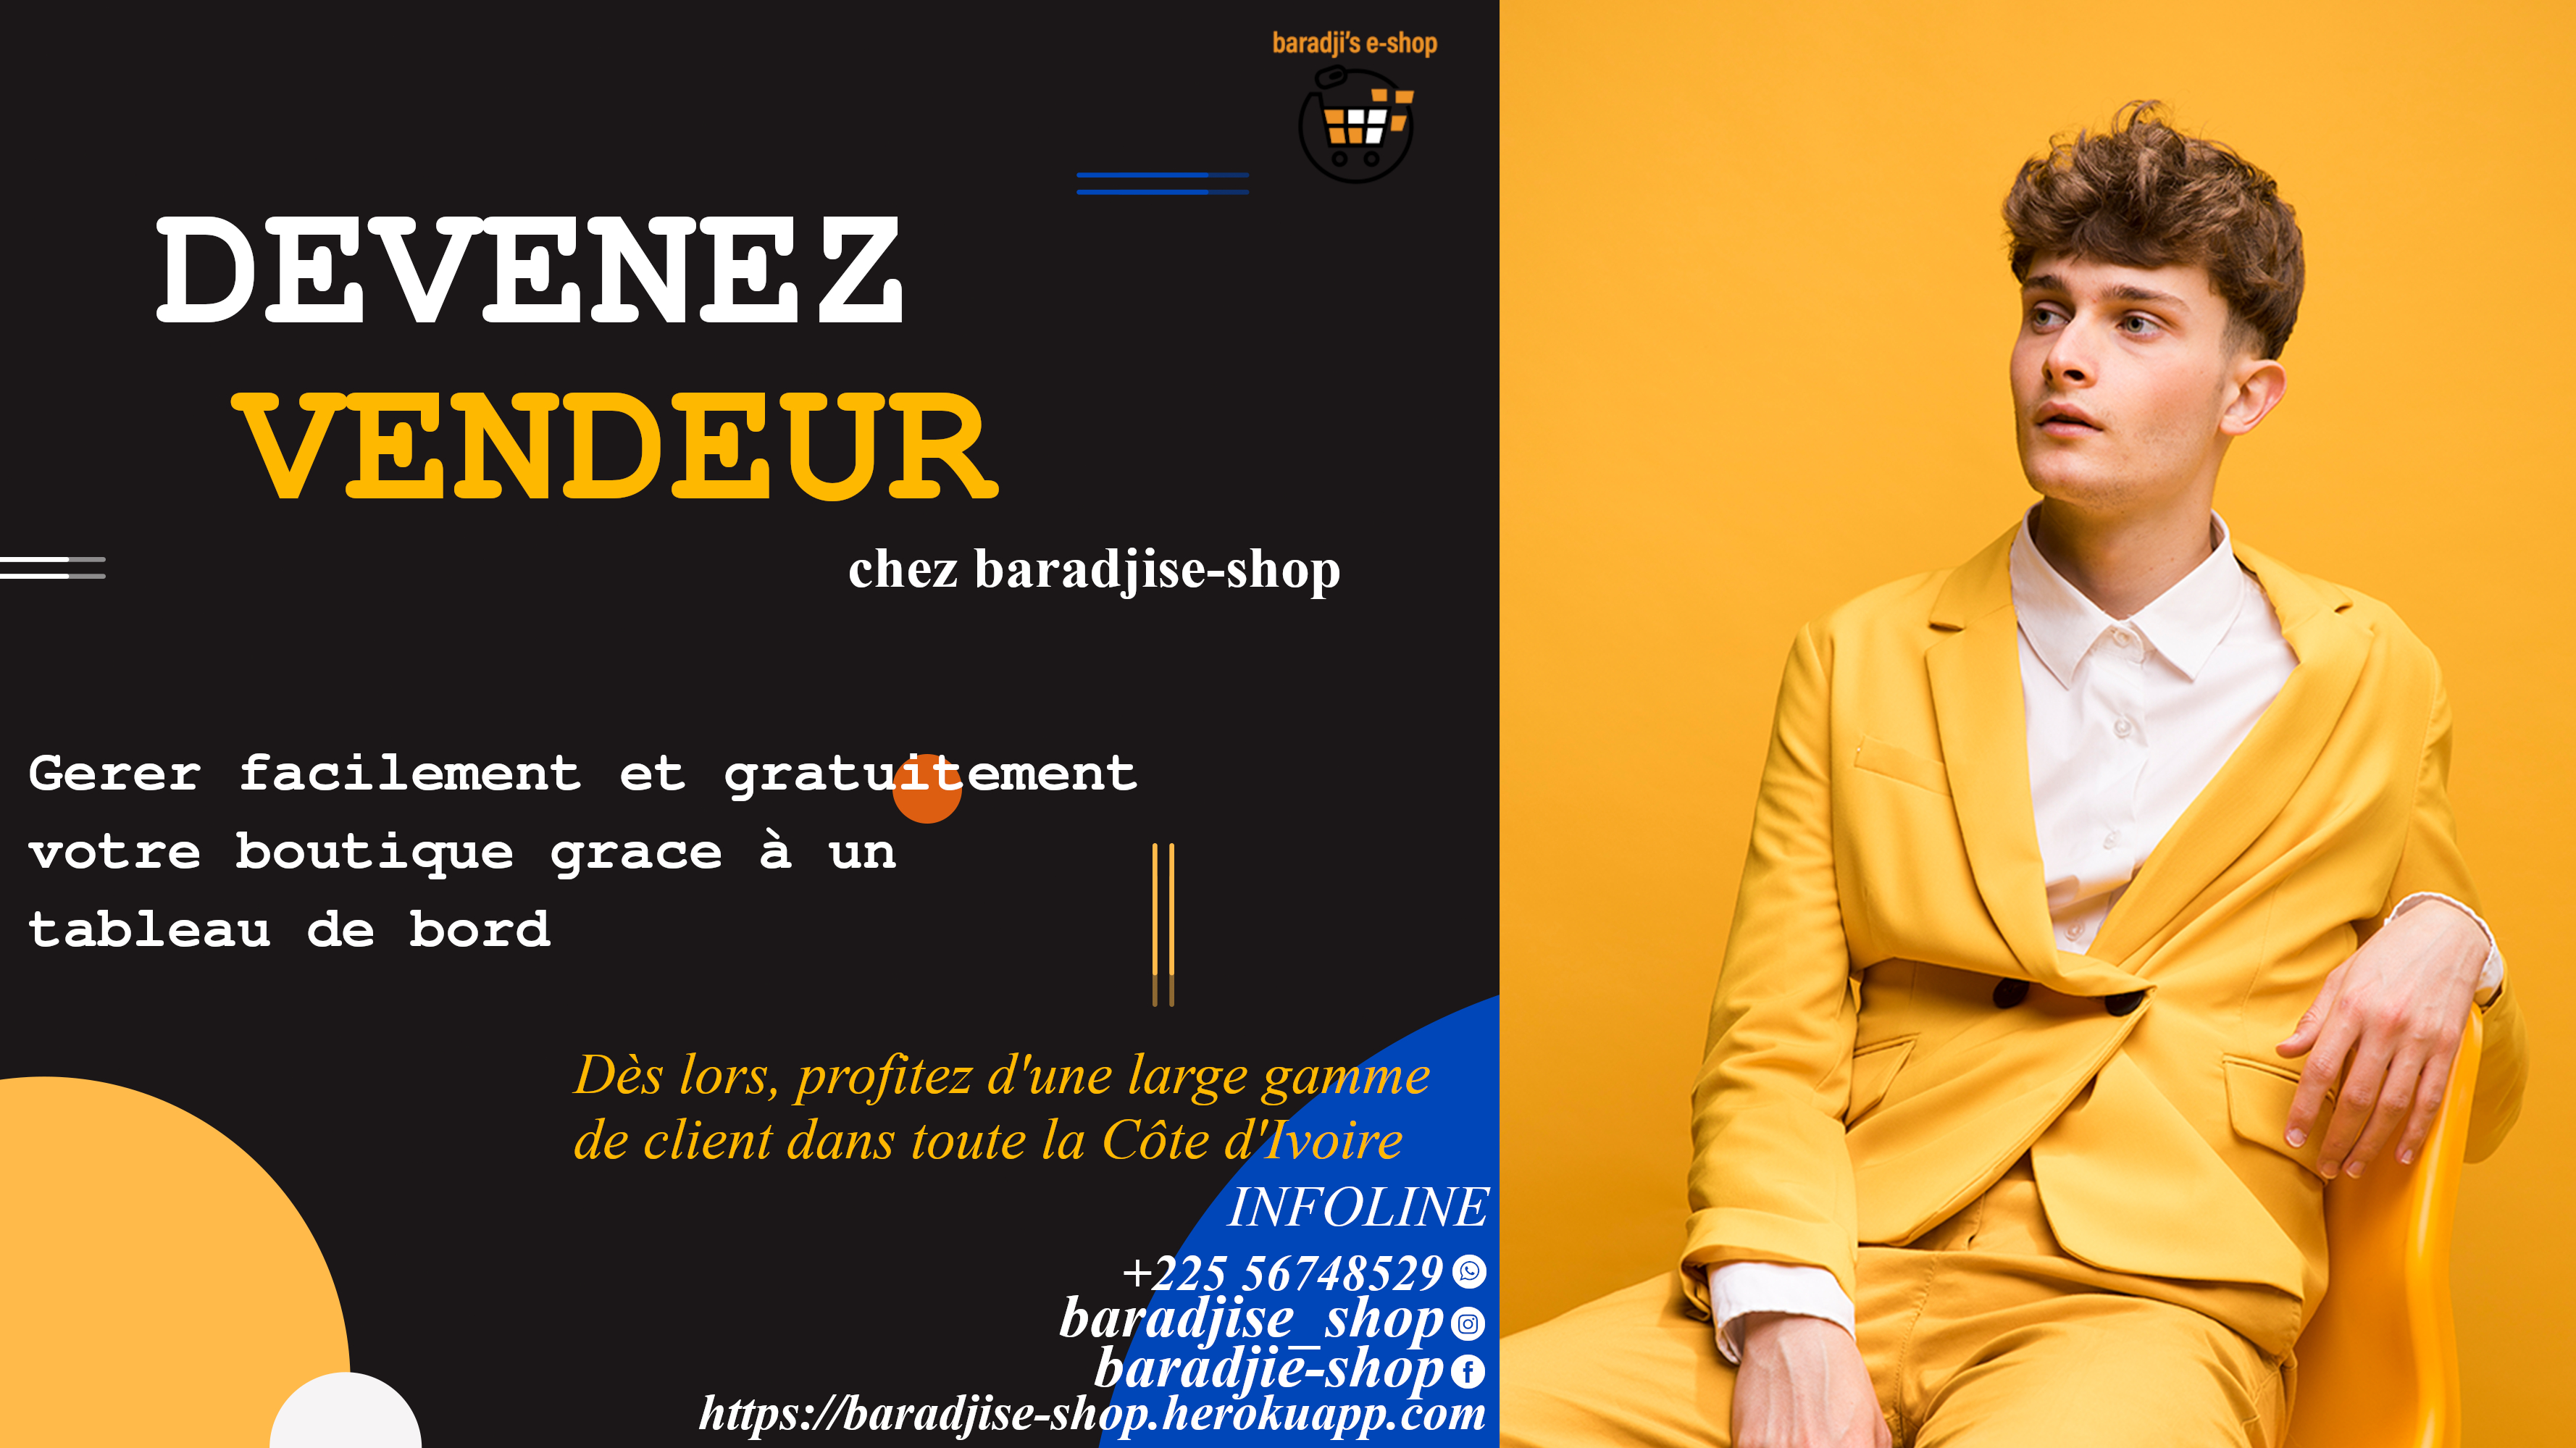 baradji's e-shop
DEVENEZ
VENDEUR
chez baradjise-shop
Gerer facilement et gratuitement
votre boutique grace à un
tableau de bord
Dès lors, profitez d'une large gamme
de client dans toute la Côte d'Ivoire
INFOLINE
+225 56748529
baradjise_shop
baradjie-shop
https://baradjise-shop.herokuapp.com